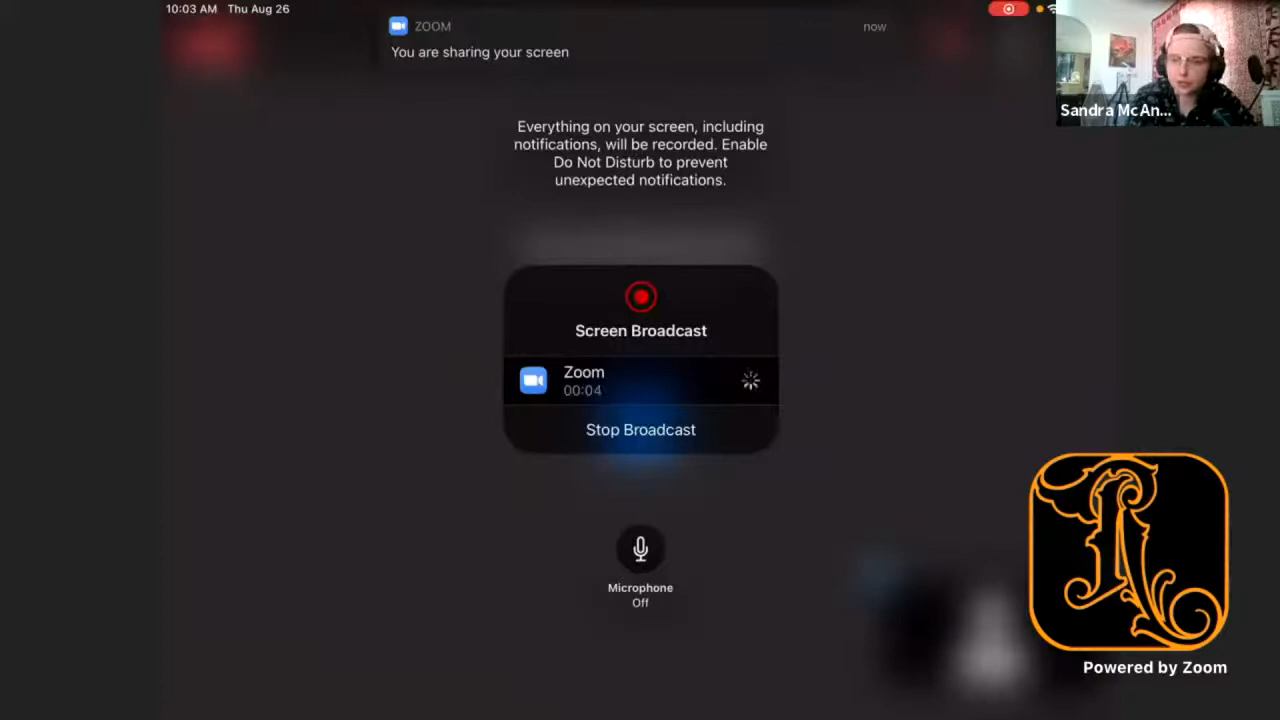 10:03 AM Thu Aug 26
ZOOM
now
You are sharing your screen
Everything on your screen, including
notifications, will be recorded. Enable
Do Not Disturb to prevent
unexpected notifications.
Screen Broadcast
Zoom
00:04
Stop Broadcast
Microphone
Off
Sandra McAn...
Powered by Zoom